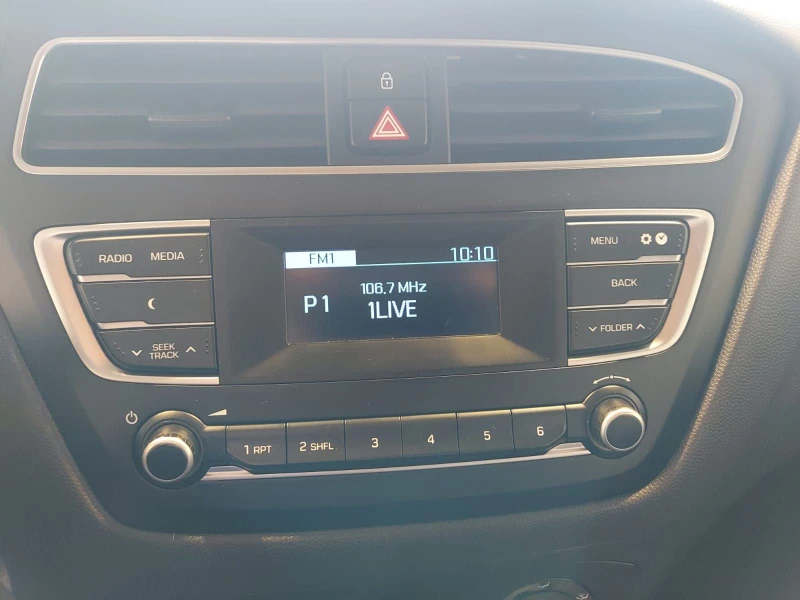 RADIO MEDIA
SEEK
TRACK
FM1 10:10
106.7 MHz
P1 1LIVE
MENU
BACK
FOLDER
1 RPT 2 SHFL 3 4 5 6